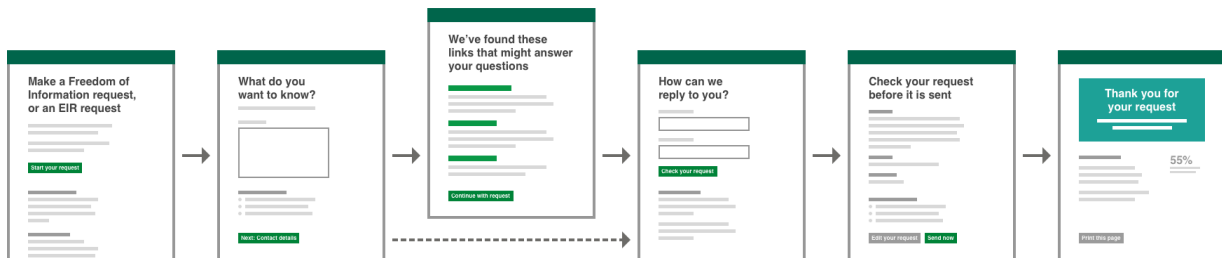 Make a Freedom of
Information request,
or an EIR request
Start your request
What do you
want to know?
Next: Contact details
We've found these
links that might answer
your questions
Continue with request
How can we
reply to you?
Check your request
Check your request
before it is sent
Edit your request
Send now
Thank you for
your request
55%
Print this page